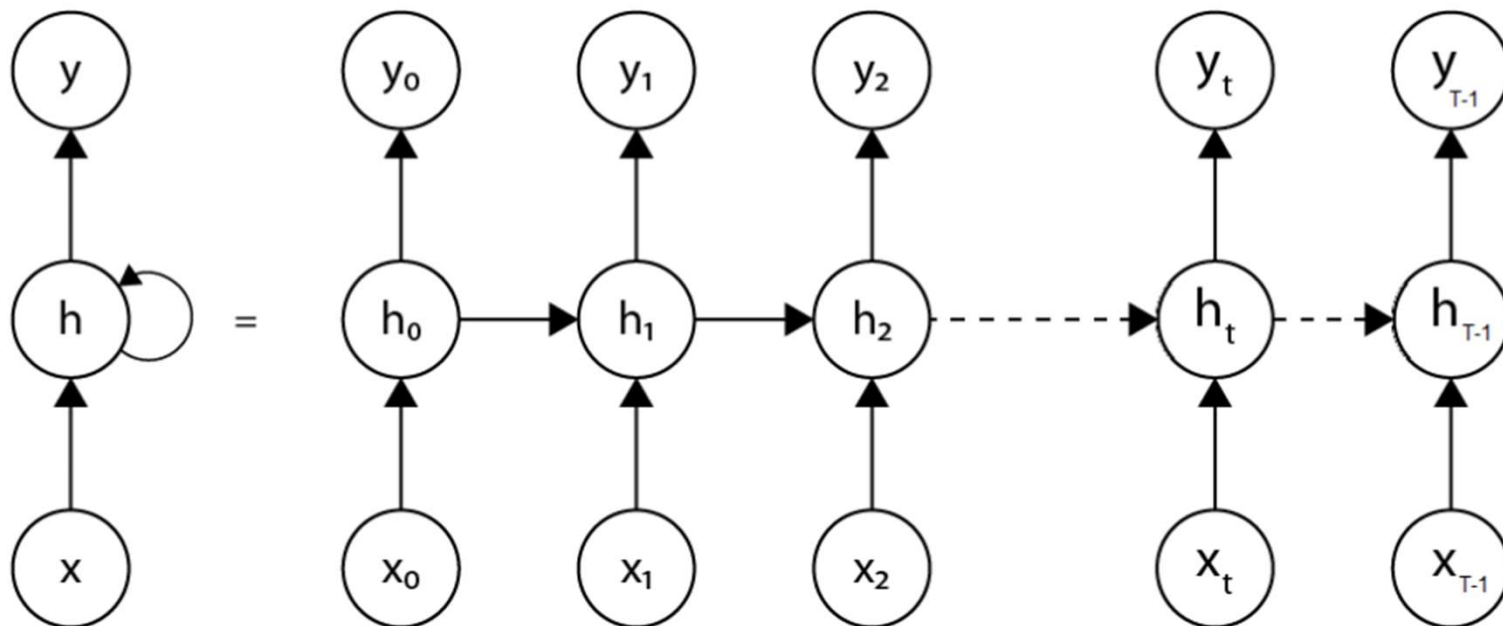 y y₀ y₁ y₂ yₜ y_T-1
h = h₀ h₁ h₂ hₜ h_T-1
x x₀ x₁ x₂ xₜ x_T-1